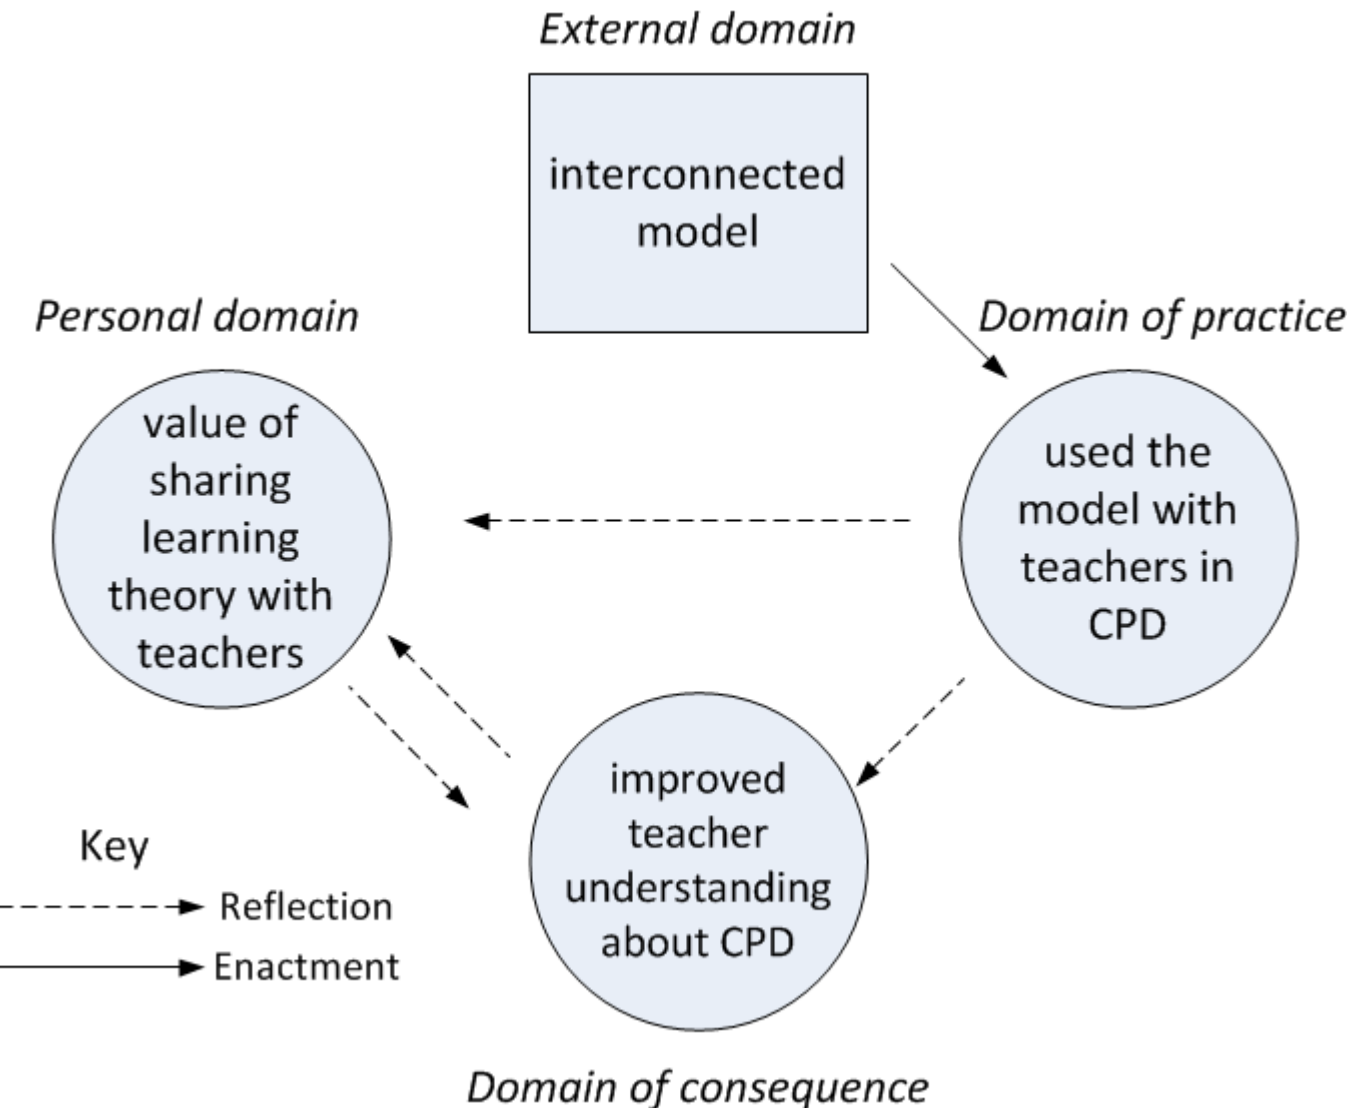 External domain
interconnected
model
Personal domain
Domain of practice
value of
sharing
learning
theory with
teachers
used the
model with
teachers in
CPD
improved
teacher
understanding
about CPD
Key
Reflection
Enactment
Domain of consequence